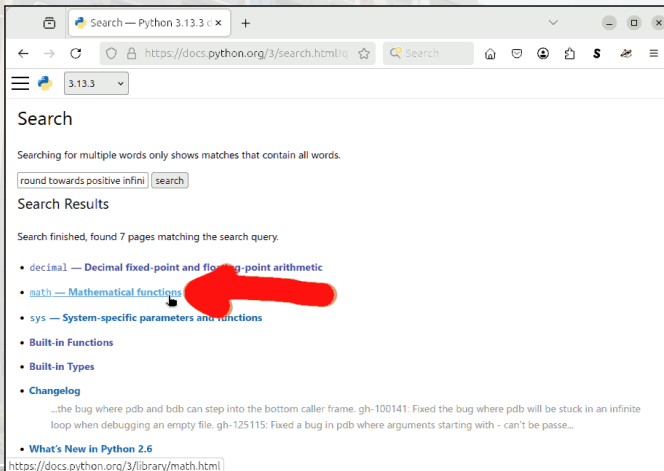 Search — Python 3.13.3 d
https://docs.python.org/3/search.html?q
Search
3.13.3
Search
Searching for multiple words only shows matches that contain all words.
round towards positive infini
search
Search Results
Search finished, found 7 pages matching the search query.
decimal — Decimal fixed-point and floating-point arithmetic
math — Mathematical functions
sys — System-specific parameters and functions
Built-in Functions
Built-in Types
Changelog
...the bug where pdb and bdb can step into the bottom caller frame. gh-100141: Fixed the bug where pdb will be stuck in an infinite
loop when debugging an empty file. gh-125115: Fixed a bug in pdb where arguments starting with - can't be passe...
What's New in Python 2.6
https://docs.python.org/3/library/math.html